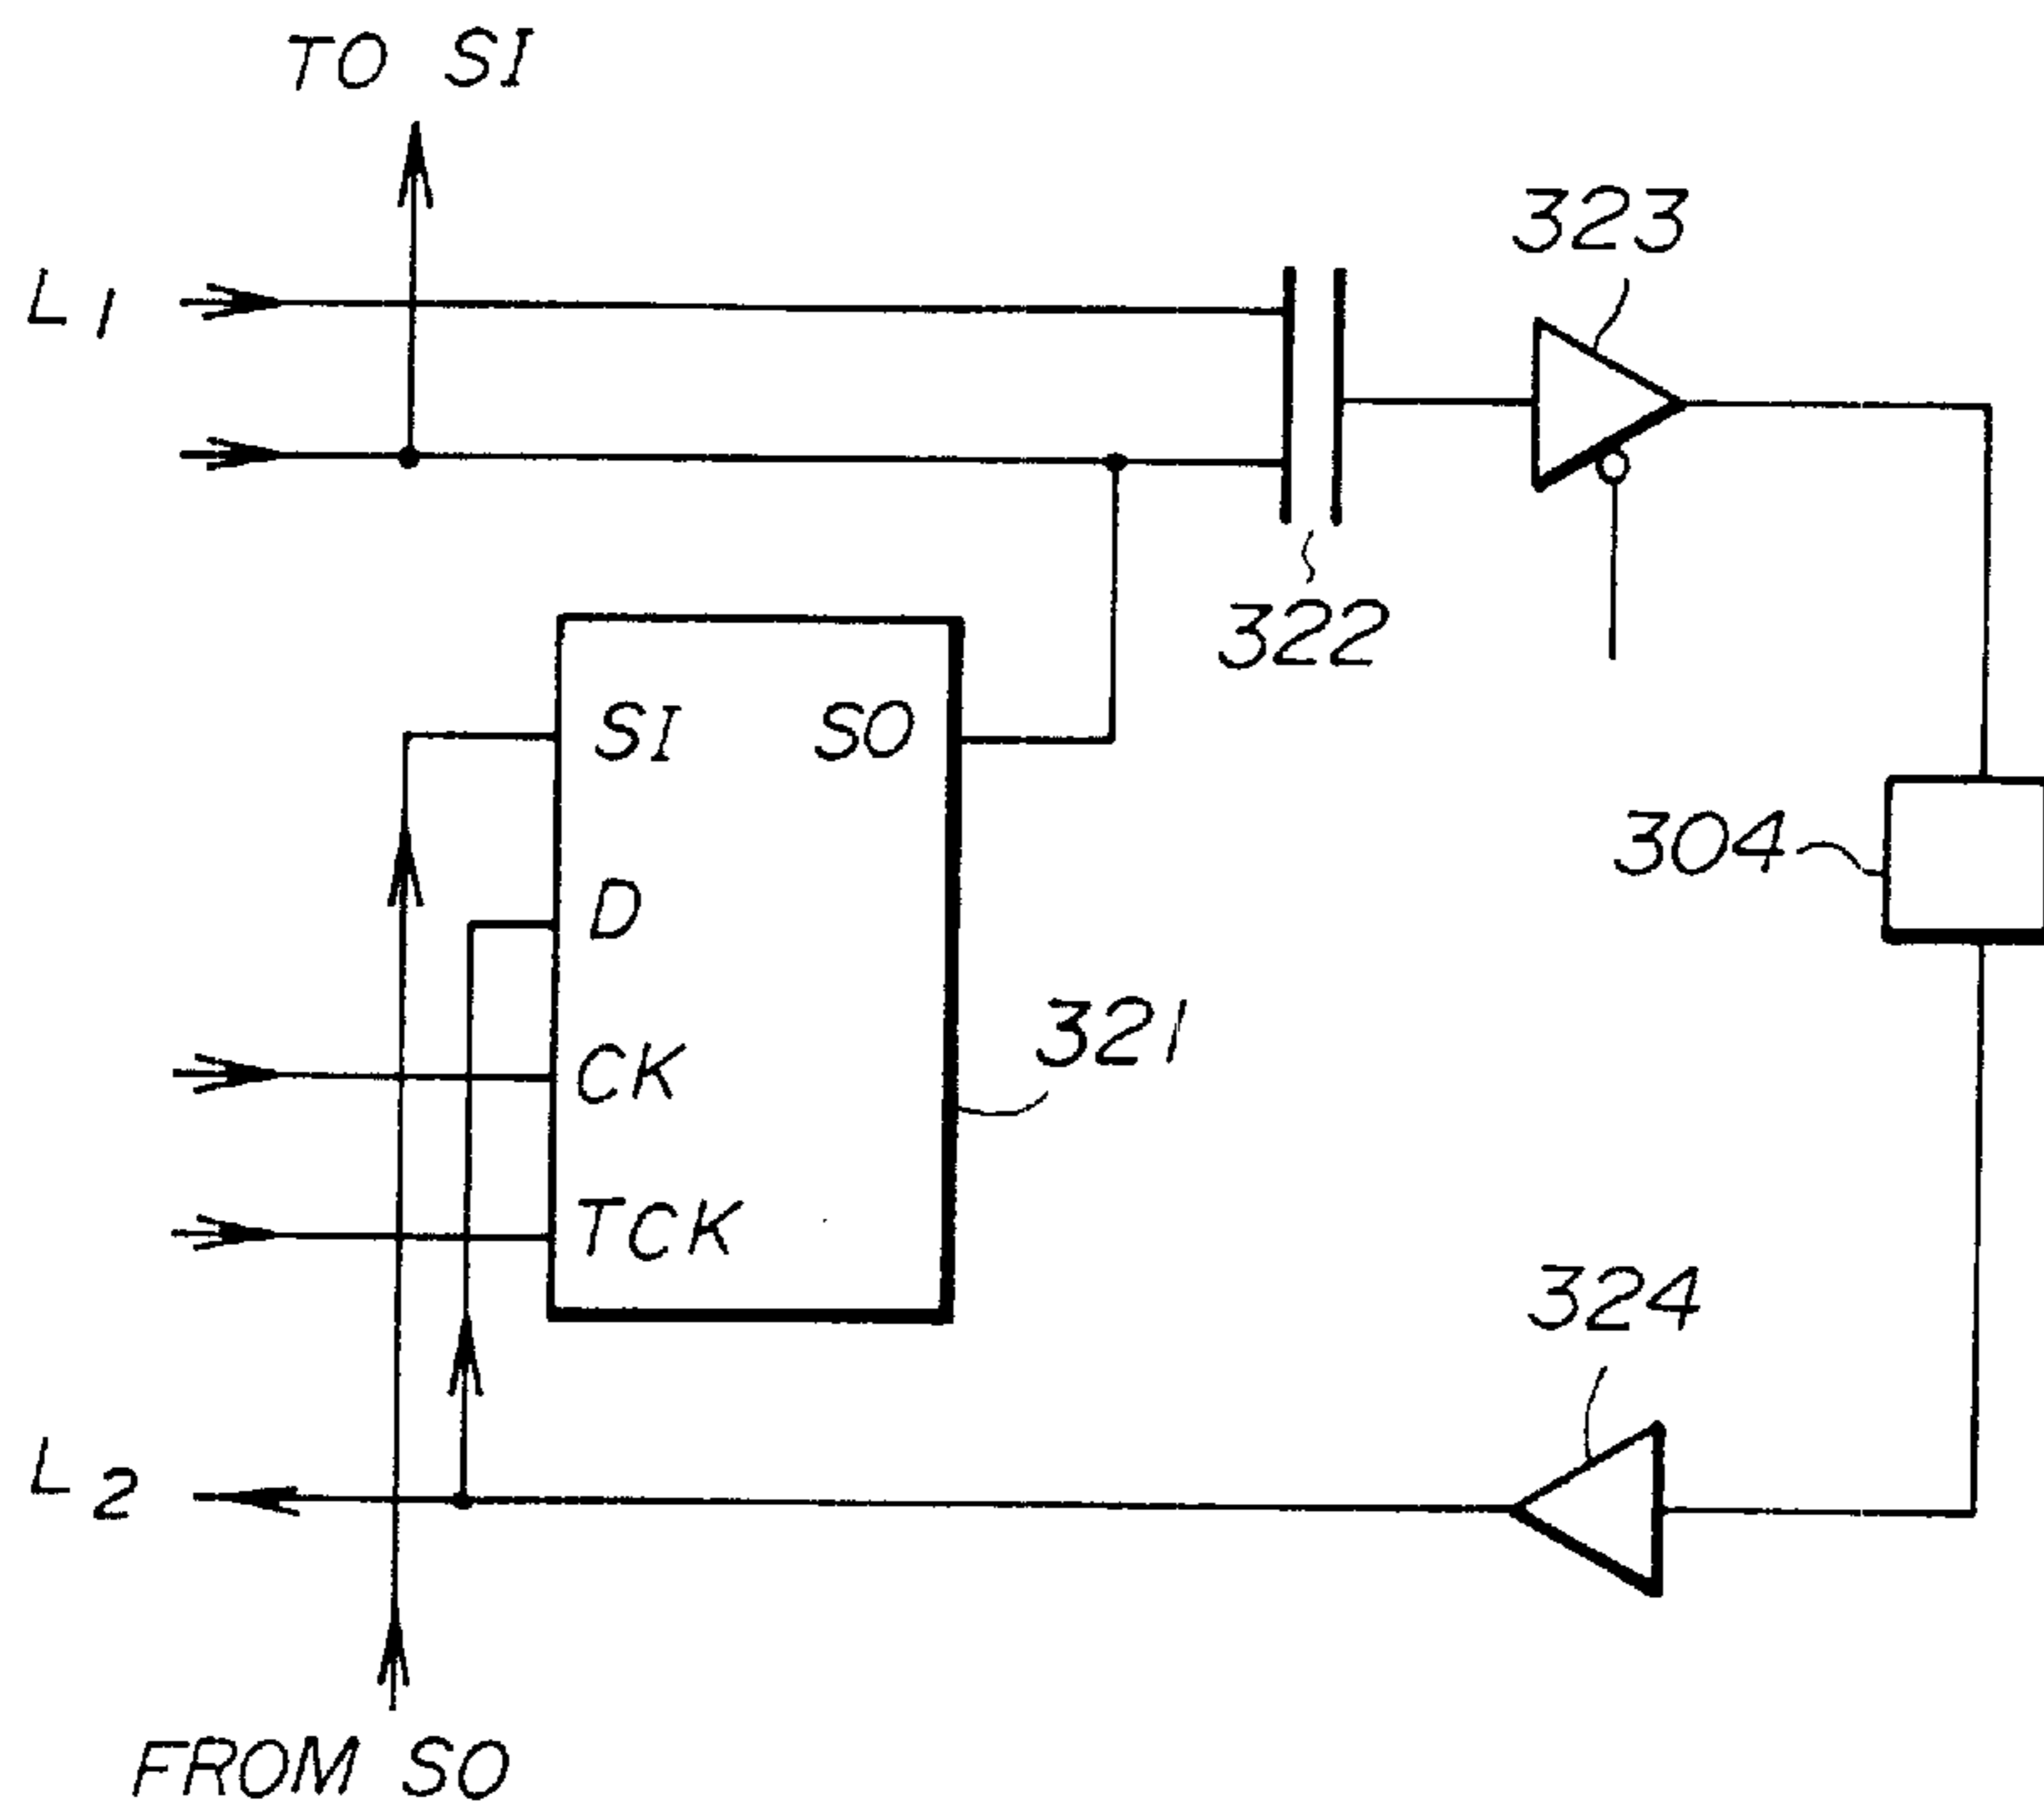 TO SI
323
L1
322
SI SO
304
D
321
CK
TCK
324
L2
FROM SO